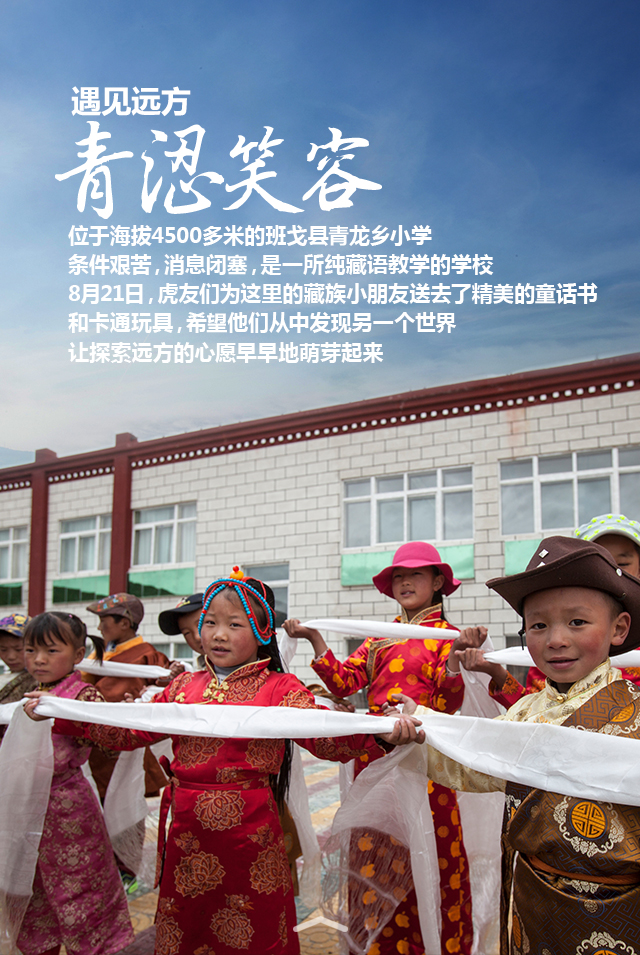 遇见远方
青涊笑容
位于海拔4500多米的班戈县青龙乡小学
条件艰苦，消息闭塞，是一所纯藏语教学的学校
8月21日，虎友们为这里的藏族小朋友送去了精美的童话书
和卡通玩具，希望他们从中发现另一个世界
让探索远方的心愿早早地萌芽起来